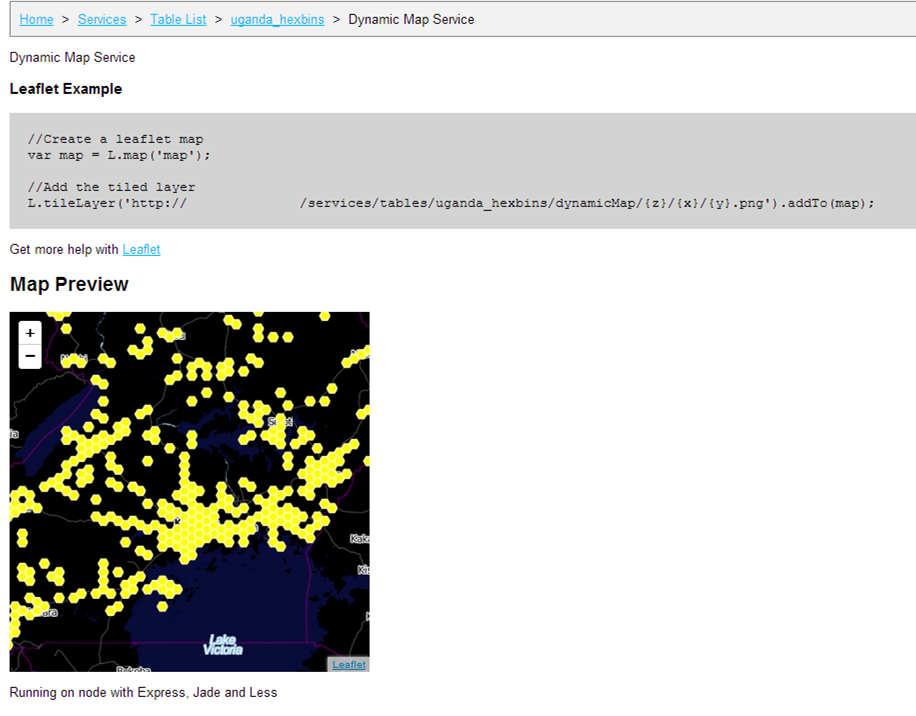 Home > Services > Table List > uganda_hexbins > Dynamic Map Service
Dynamic Map Service
Leaflet Example
//Create a leaflet map
var map = L.map('map');
//Add the tiled layer
L.tileLayer('http:// /services/tables/uganda_hexbins/dynamicMap/{z}/{x}/{y}.png').addTo(map);
Get more help with Leaflet
Map Preview
+
−
Lake
Victoria
Leaflet
Running on node with Express, Jade and Less